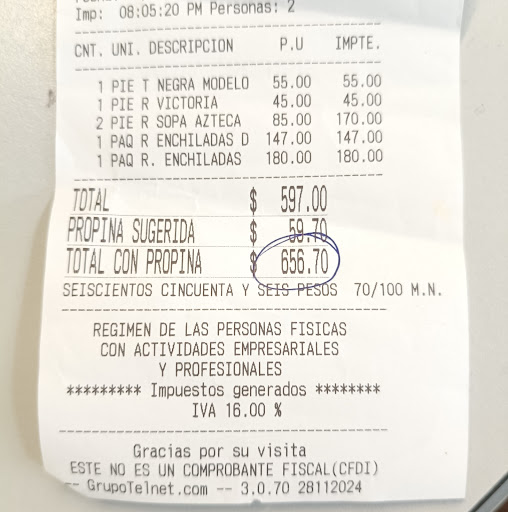 Imp: 08:05:20 PM Personas: 2
CNT. UNI. DESCRIPCION P.U IMPTE.
1 PIE T NEGRA MODELO 55.00 55.00
1 PIE R VICTORIA 45.00 45.00
2 PIE R SOPA AZTECA 85.00 170.00
1 PAQ R ENCHILADAS D 147.00 147.00
1 PAQ R. ENCHILADAS 180.00 180.00
TOTAL $ 597.00
PROPINA SUGERIDA $ 59.70
TOTAL CON PROPINA $ 656.70
SEISCIENTOS CINCUENTA Y SEIS PESOS 70/100 M.N.
REGIMEN DE LAS PERSONAS FISICAS
CON ACTIVIDADES EMPRESARIALES
Y PROFESIONALES
********* Impuestos generados ********
IVA 16.00 %
Gracias por su visita
ESTE NO ES UN COMPROBANTE FISCAL(CFDI)
-- GrupoTelnet.com -- 3.0.70 28112024